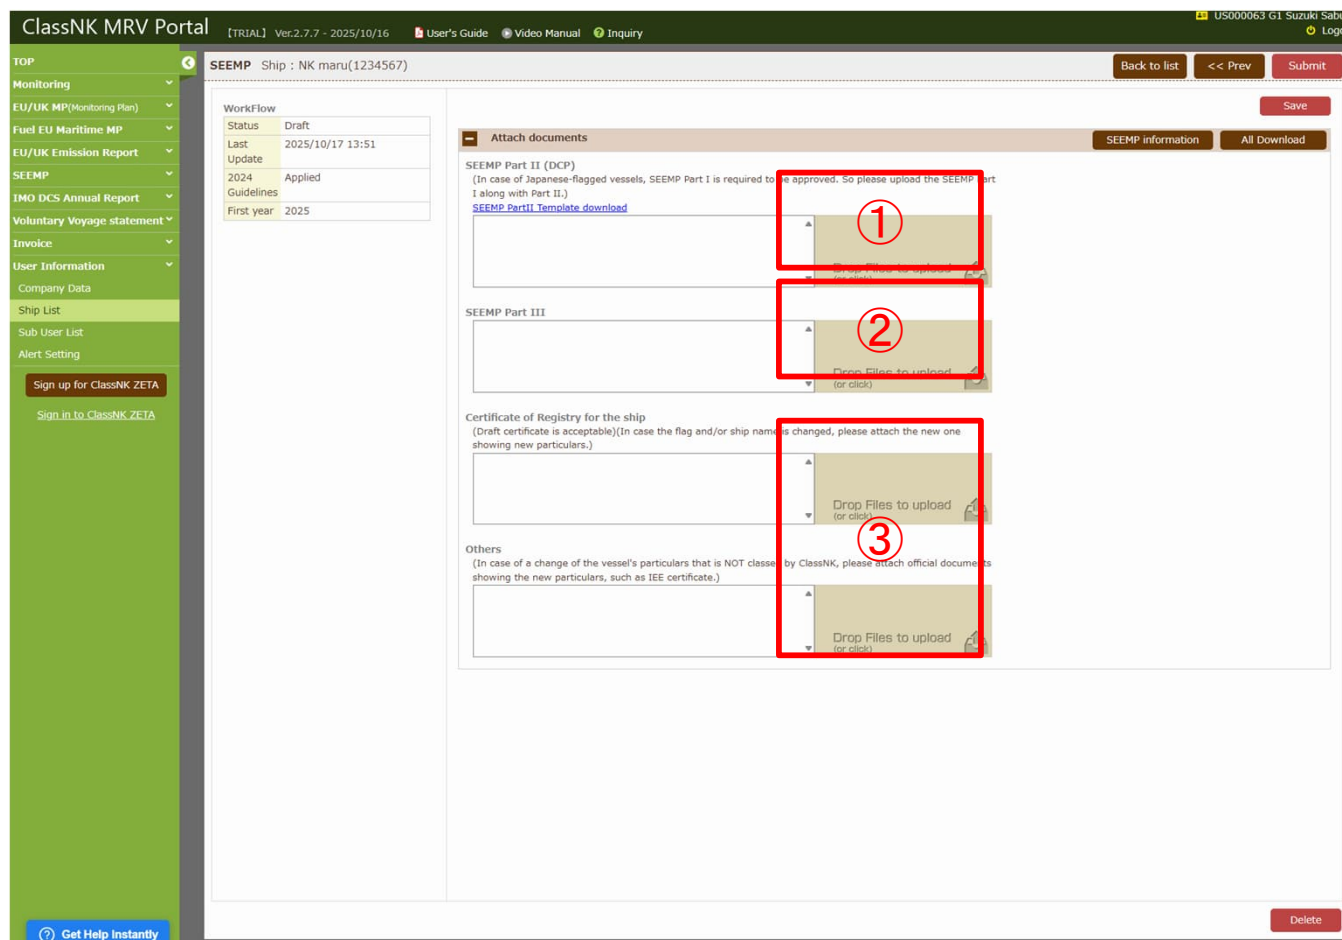 ClassNK MRV Portal 【TRIAL】 Ver.2.7.7 - 2025/10/16 User's Guide Video Manual Inquiry
US000063 G1 Suzuki Sabu
TOP
Monitoring
EU/UK MP(Monitoring Plan)
Fuel EU Maritime MP
EU/UK Emission Report
SEEMP
IMO DCS Annual Report
Voluntary Voyage statement
Invoice
User Information
Company Data
Ship List
Sub User List
Alert Setting
Sign up for ClassNK ZETA
Sign in to ClassNK ZETA
Get Help Instantly
SEEMP Ship : NK maru(1234567)
Back to list << Prev Submit
WorkFlow
Status Draft
Last Update 2025/10/17 13:51
2024 Guidelines Applied
First year 2025
Save
Attach documents SEEMP information All Download
SEEMP Part II (DCP)
(In case of Japanese-flagged vessels, SEEMP Part I is required to be approved. So please upload the SEEMP Part
I along with Part II.)
SEEMP PartII Template download
①
Drop Files to upload
(or click)
SEEMP Part III
②
Drop Files to upload
(or click)
Certificate of Registry for the ship
(Draft certificate is acceptable)(In case the flag and/or ship name is changed, please attach the new one
showing new particulars.)
Drop Files to upload
(or click)
③
Others
(In case of a change of the vessel's particulars that is NOT classed by ClassNK, please attach official documents
showing the new particulars, such as IEE certificate.)
Drop Files to upload
(or click)
Delete